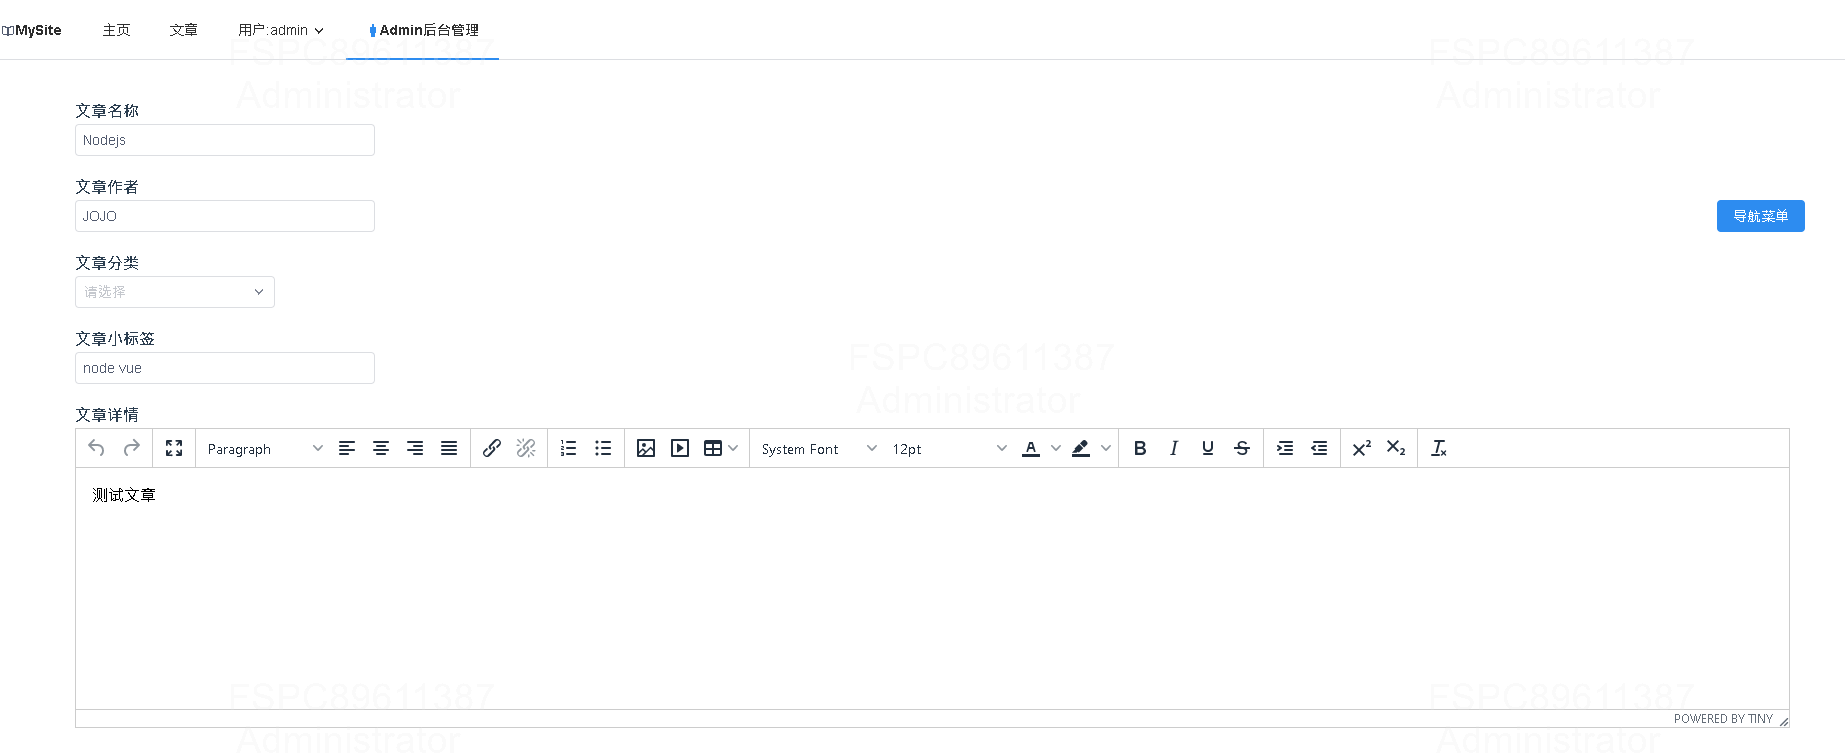 MySite 主页 文章 用户:admin Admin后台管理
FSPC89611387 FSPC89611387
Administrator Administrator
文章名称
Nodejs
文章作者
JOJO
导航菜单
文章分类
请选择
文章小标签
node vue
FSPC89611387
Administrator
文章详情
Paragraph System Font 12pt
测试文章
FSPC89611387 FSPC89611387
POWERED BY TINY
Administrator Administrator